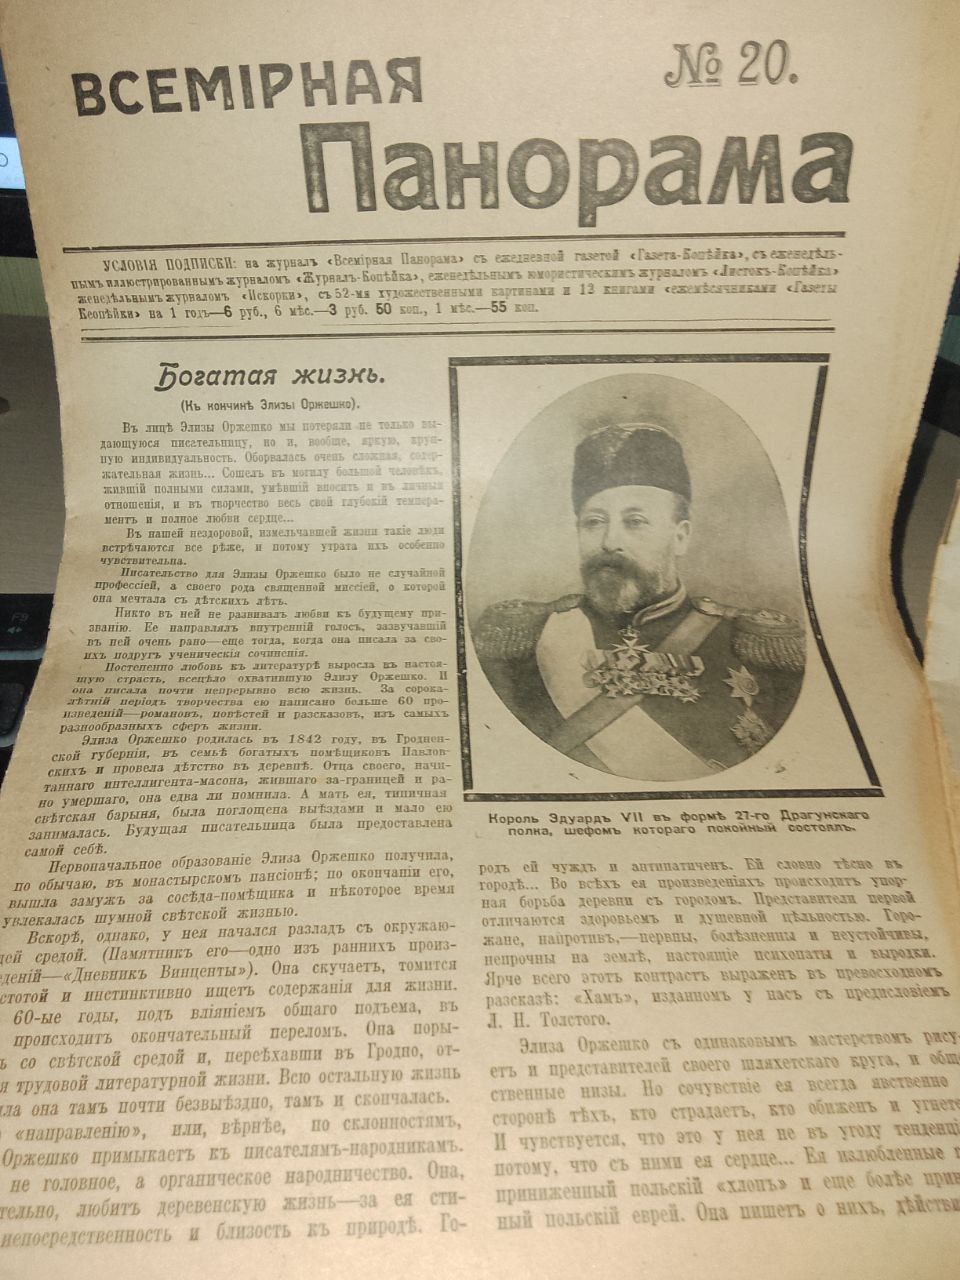 ВСЕМІРНАЯ
№ 20.
Панорама
УСЛОВІЯ ПОДПИСКИ: на журналъ «Всемірная Панорама» съ ежедневной газетой «Газета-Копѣйка», съ еженедѣль-
нымъ иллюстрированнымъ журналомъ «Журналъ-Копѣйка», еженедѣльнымъ юмористическимъ журналомъ «Листокъ-Копѣйка»
женедѣльнымъ журналомъ «Искорки», съ 52-мя художественными картинами и 12 книгами «ежемѣсячниками «Газеты
Кеопѣйки» на 1 годъ—6 руб., 6 мѣс.—3 руб. 50 коп., 1 мѣс.—55 коп.
Богатая жизнь.
(Къ кончинѣ Элизы Оржешко).
Въ лицѣ Элизы Оржешко мы потеряли не только вы-
дающуюся писательницу, но и, вообще, яркую, круп-
ную индивидуальность. Оборвалась очень сложная, содер-
жательная жизнь... Сошелъ въ могилу большой человѣкъ,
жившій полными силами, умѣвшій вносить и въ личныя
отношенія, и въ творчество весь свой глубокій темпера-
ментъ и полное любви сердце...
Въ нашей нездоровой, измельчавшей жизни такіе люди
встрѣчаются все рѣже, и потому утрата ихъ особенно
чувствительна.
Писательство для Элизы Оржешко было не случайной
профессіей, а своего рода священной миссіей, о которой
она мечтала съ дѣтскихъ лѣтъ.
Никто въ ней не развивалъ любви къ будущему при-
званію. Ее направлялъ внутренній голосъ, зазвучавшій
въ ней очень рано—еще тогда, когда она писала за сво-
ихъ подругъ ученическія сочиненія.
Постепенно любовь къ литературѣ выросла въ настоя-
щую страсть, всецѣло охватившую Элизу Оржешко. И
она писала почти непрерывно всю жизнь. За сорока-
лѣтній періодъ творчества ею написано больше 60 про-
изведеній—романовъ, повѣстей и разсказовъ, изъ самыхъ
разнообразныхъ сферъ жизни.
Элиза Оржешко родилась въ 1842 году, въ Гроднен-
ской губерніи, въ семьѣ богатыхъ помѣщиковъ Павлов-
скихъ и провела дѣтство въ деревнѣ. Отца своего, начи-
таннаго интеллигента-масона, жившаго за-границей и ра-
но умершаго, она едва ли помнила. А мать ея, типичная
свѣтская барыня, была поглощена выѣздами и мало ею
занималась. Будущая писательница была предоставлена
самой себѣ.
Первоначальное образованіе Элиза Оржешко получила,
по обычаю, въ монастырскомъ пансіонѣ; по окончаніи его,
вышла замужъ за сосѣда-помѣщика и нѣкоторое время
увлекалась шумной свѣтской жизнью.
Вскорѣ, однако, у нея начался разладъ съ окружаю-
щей средой. (Памятникъ его—одно изъ раннихъ произ-
веденій—«Дневникъ Винценты»). Она скучаетъ, томится
стотой и инстинктивно ищетъ содержанія для жизни.
60-ые годы, подъ вліяніемъ общаго подъема, въ
происходитъ окончательный переломъ. Она поры-
ъ со свѣтской средой и, переѣхавши въ Гродно, от-
я трудовой литературной жизни. Всю остальную жизнь
ила она тамъ почти безвыѣздно, тамъ и скончалась.
«направленію», или, вѣрнѣе, по склонностямъ,
Оржешко примыкаетъ къ писателямъ-народникамъ.
не головное, а органическое народничество. Она,
тельно, любитъ деревенскую жизнь—за ея сти-
непосредственность и близость къ природѣ. Го-
Король Эдуардъ VII въ формѣ 27-го Драгунскаго
полка, шефомъ котораго покойный состоялъ.
родъ ей чуждъ и антипатиченъ. Ей словно тѣсно въ
городѣ... Во всѣхъ ея произведеніяхъ происходитъ упор-
ная борьба деревни съ городомъ. Представители первой
отличаются здоровьемъ и душевной цѣльностью. Горо-
жане, напротивъ,—нервны, болѣзненны и неустойчивы,
непрочны на землѣ, настоящіе психопаты и выродки.
Ярче всего этотъ контрастъ выраженъ въ превосходномъ
разсказѣ: «Хамъ», изданномъ у насъ съ предисловіемъ
Л. Н. Толстого.
Элиза Оржешко съ одинаковымъ мастерствомъ рису-
етъ и представителей своего шляхетскаго круга, и обще
ственные низы. Но сочувствіе ея всегда явственно
сторонѣ тѣхъ, кто страдаетъ, кто обиженъ и угнете
И чувствуется, что это у нея не въ угоду тенденці
потому, что съ ними ея сердце... Ея излюбленные г
приниженный польскій «хлопъ» и еще болѣе прин
ный польскій еврей. Она пишетъ о нихъ, дѣйстви
F9